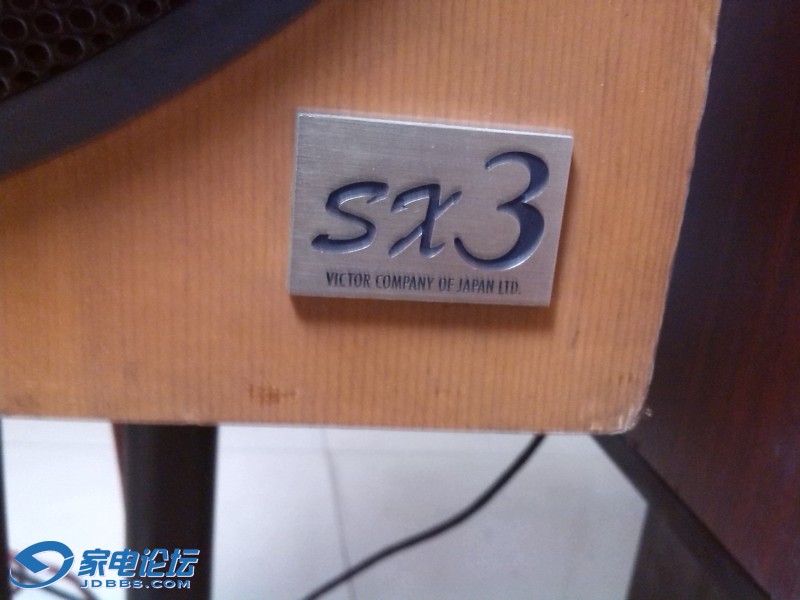 SX3
VICTOR COMPANY OF JAPAN LTD.
家电论坛
JDBBS.COM